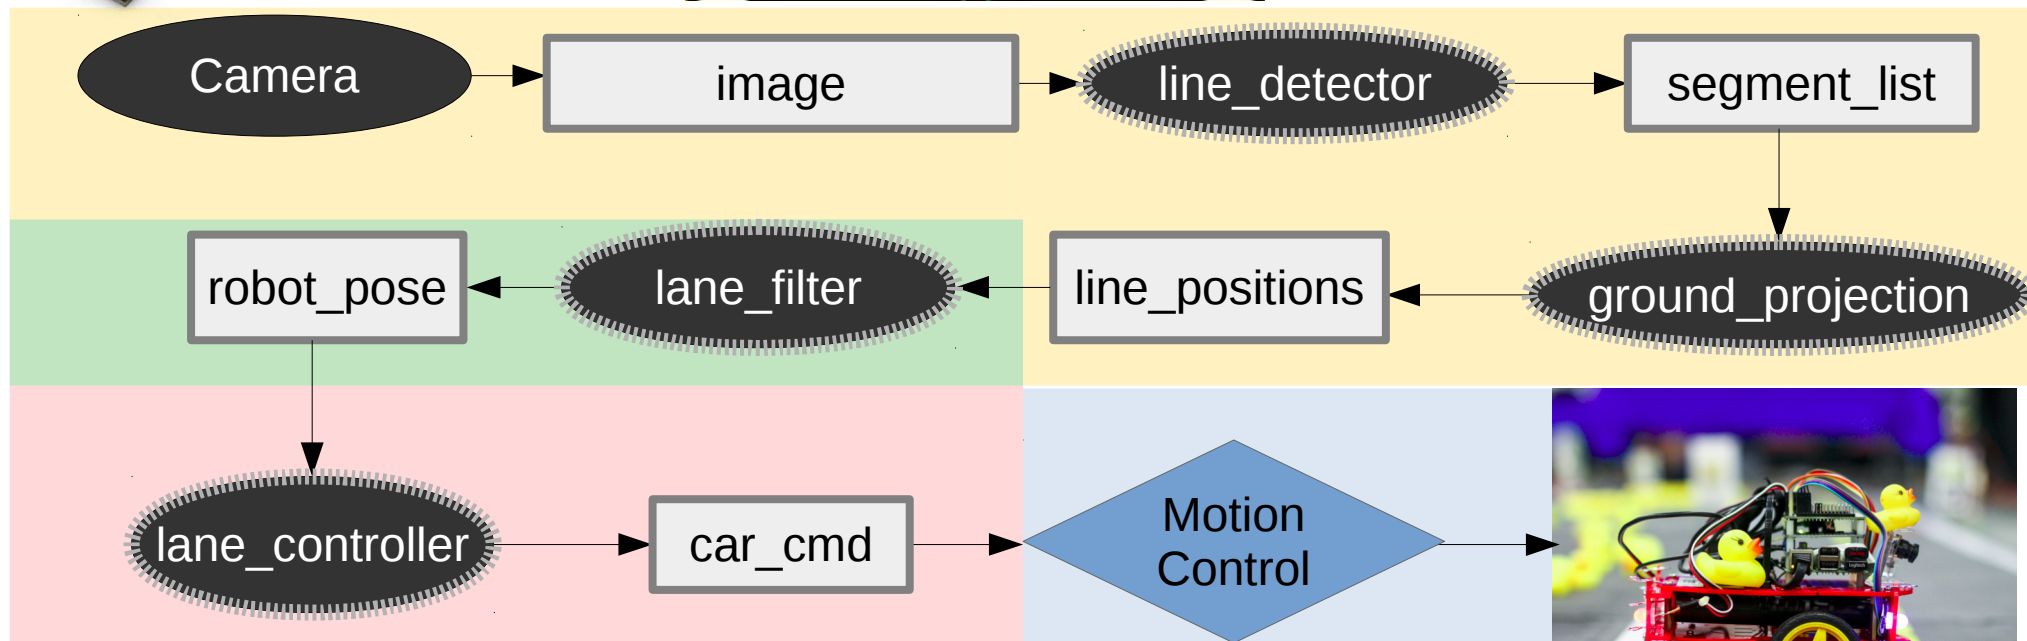 Camera
image
line_detector
segment_list
robot_pose
lane_filter
line_positions
ground_projection
lane_controller
car_cmd
Motion
Control